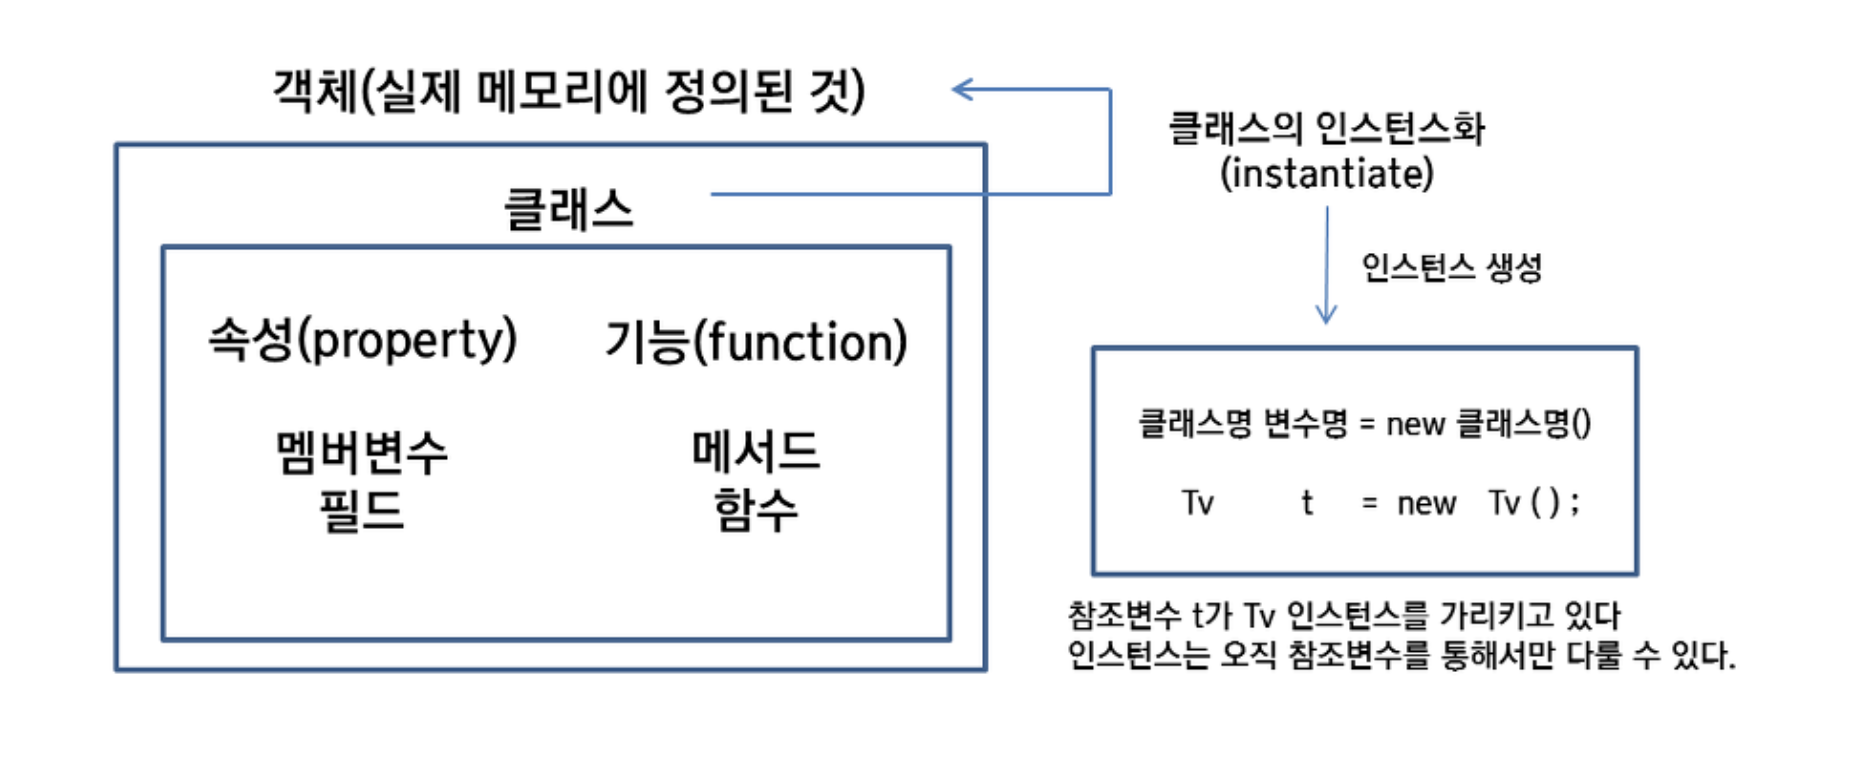 객체(실제 메모리에 정의된 것)
클래스
속성(property)
기능(function)
멤버변수
필드
메서드
함수
클래스의 인스턴스화
(instantiate)
인스턴스 생성
클래스명 변수명 = new 클래스명()
Tv t = new Tv ( ) ;
참조변수 t가 Tv 인스턴스를 가리키고 있다
인스턴스는 오직 참조변수를 통해서만 다룰 수 있다.